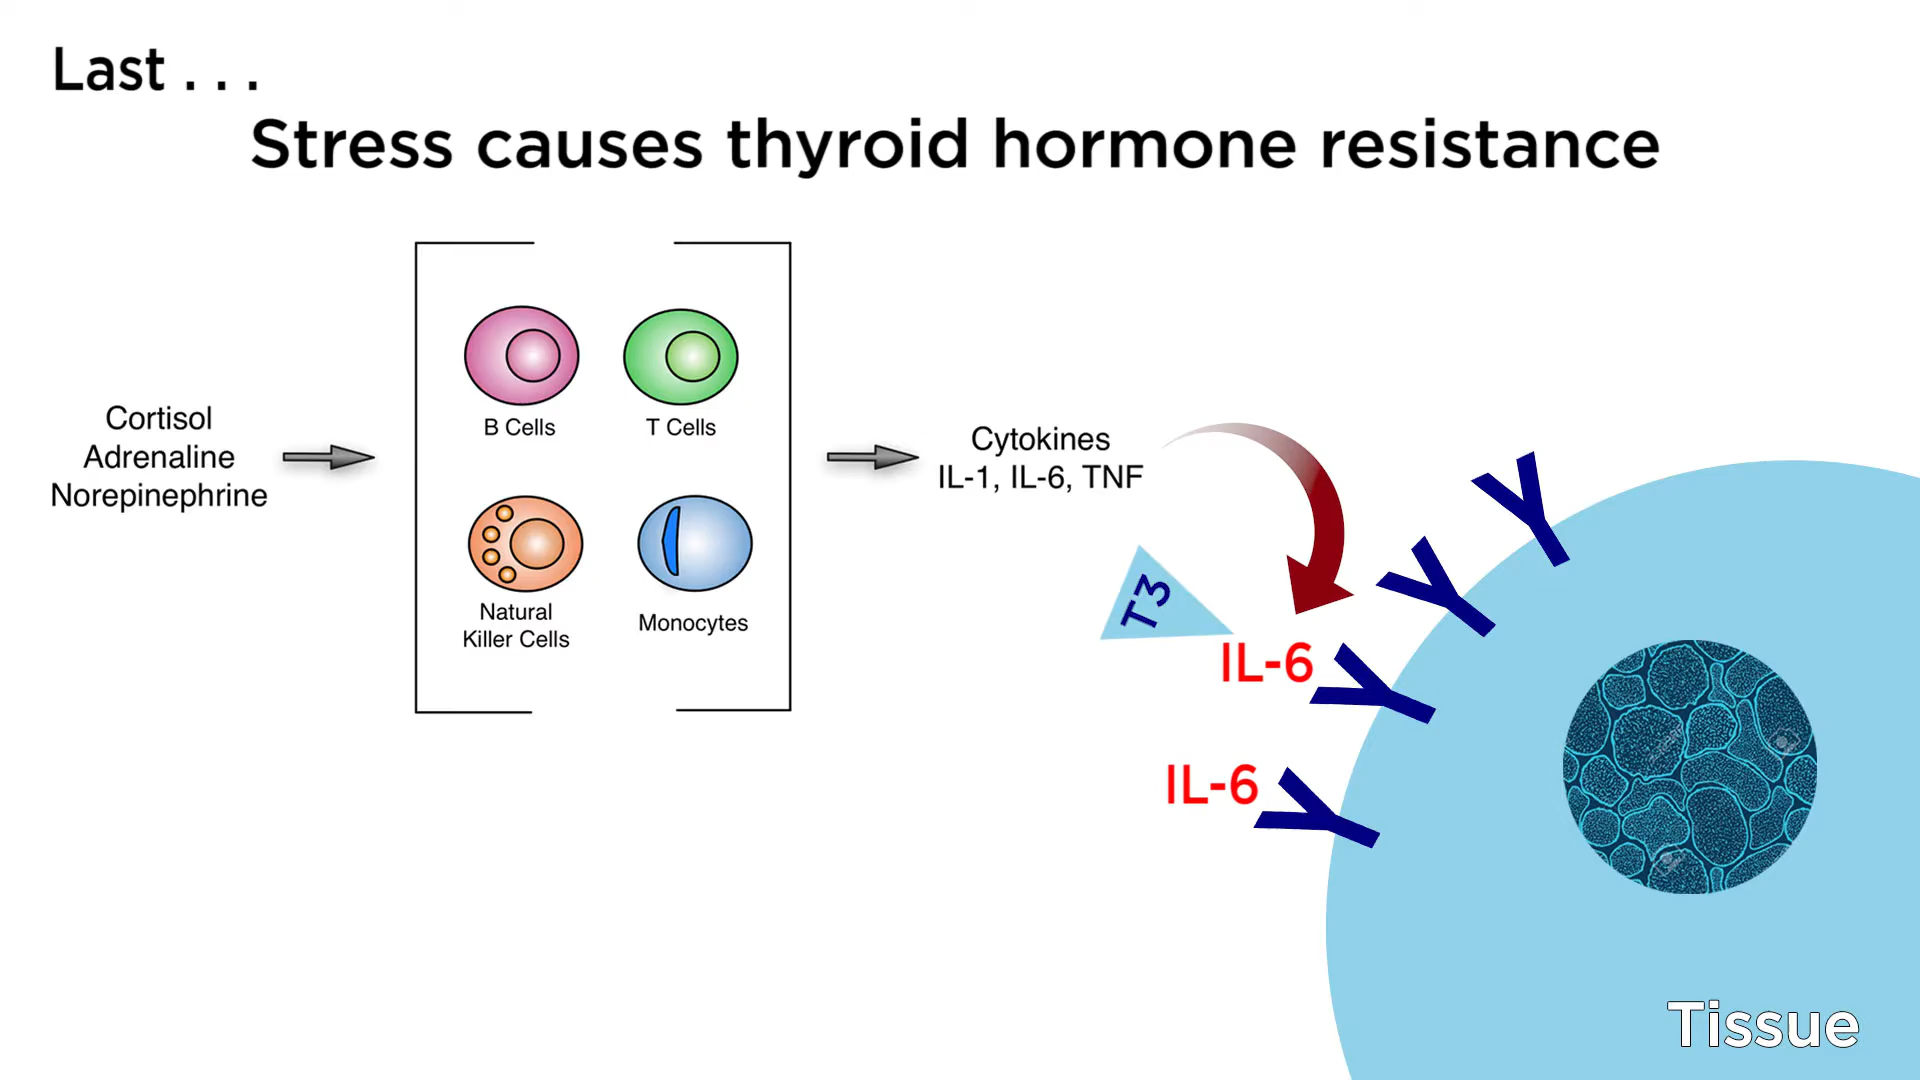 Last . . .
Stress causes thyroid hormone resistance
Cortisol
Adrenaline
Norepinephrine
B Cells
T Cells
Natural
Killer Cells
Monocytes
Cytokines
IL-1, IL-6, TNF
T3
IL-6
IL-6
Tissue